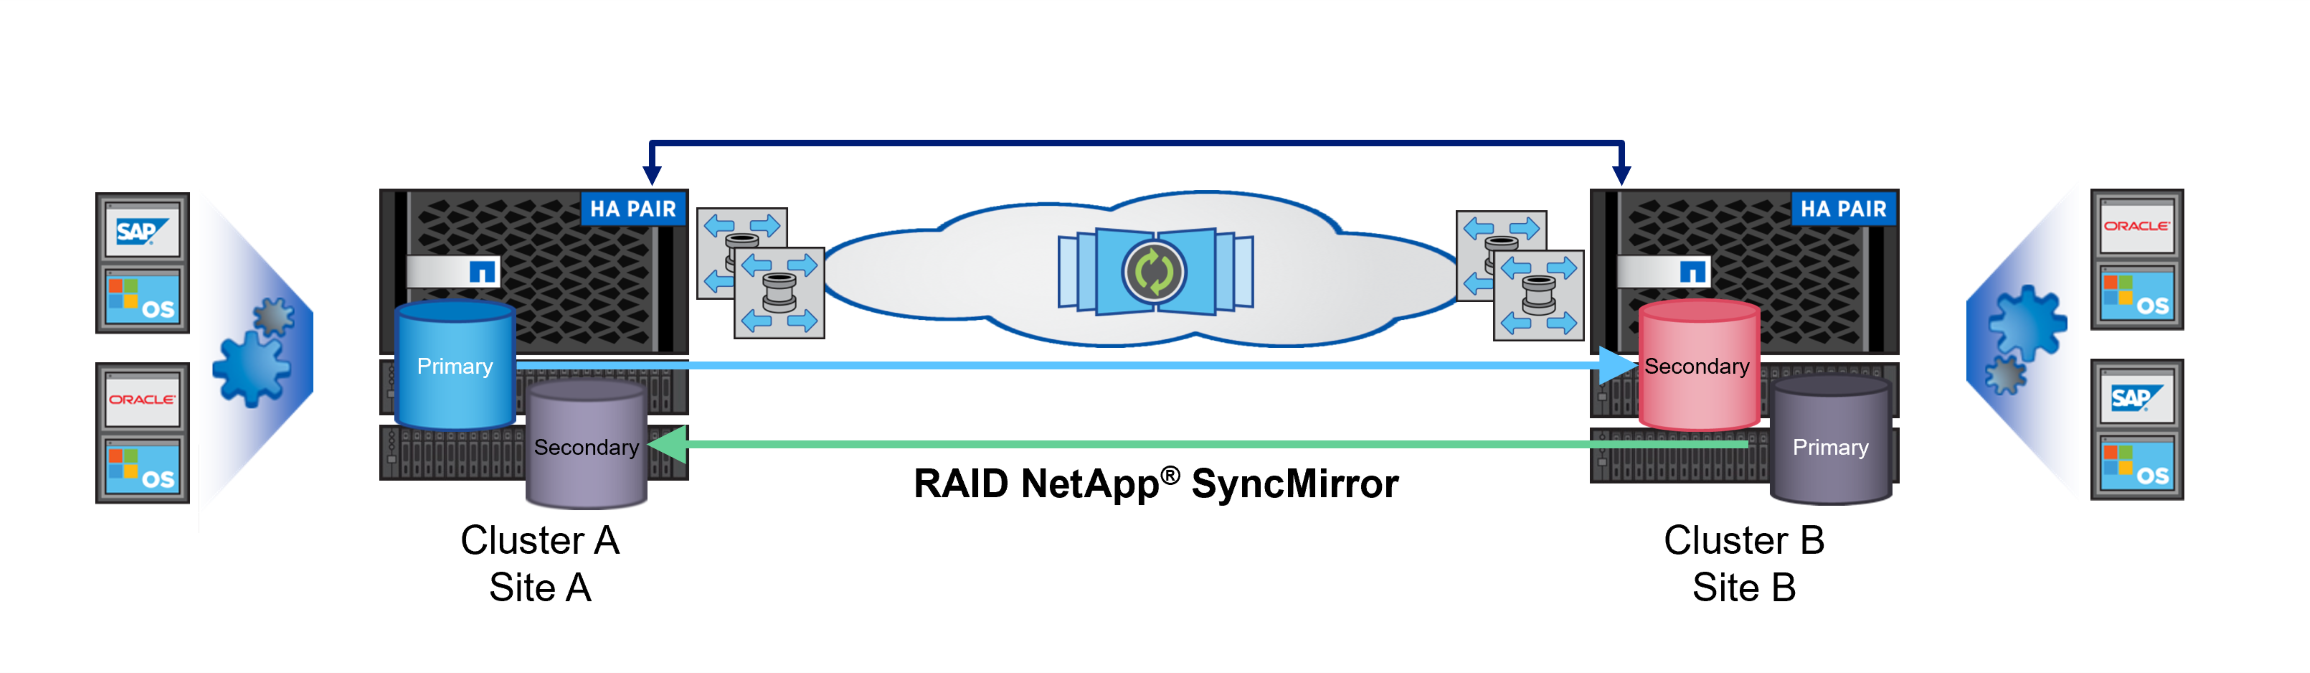 HA PAIR
HA PAIR
SAP
OS
ORACLE
OS
ORACLE
OS
SAP
OS
Primary
Secondary
Secondary
Primary
RAID NetApp® SyncMirror
Cluster A
Site A
Cluster B
Site B